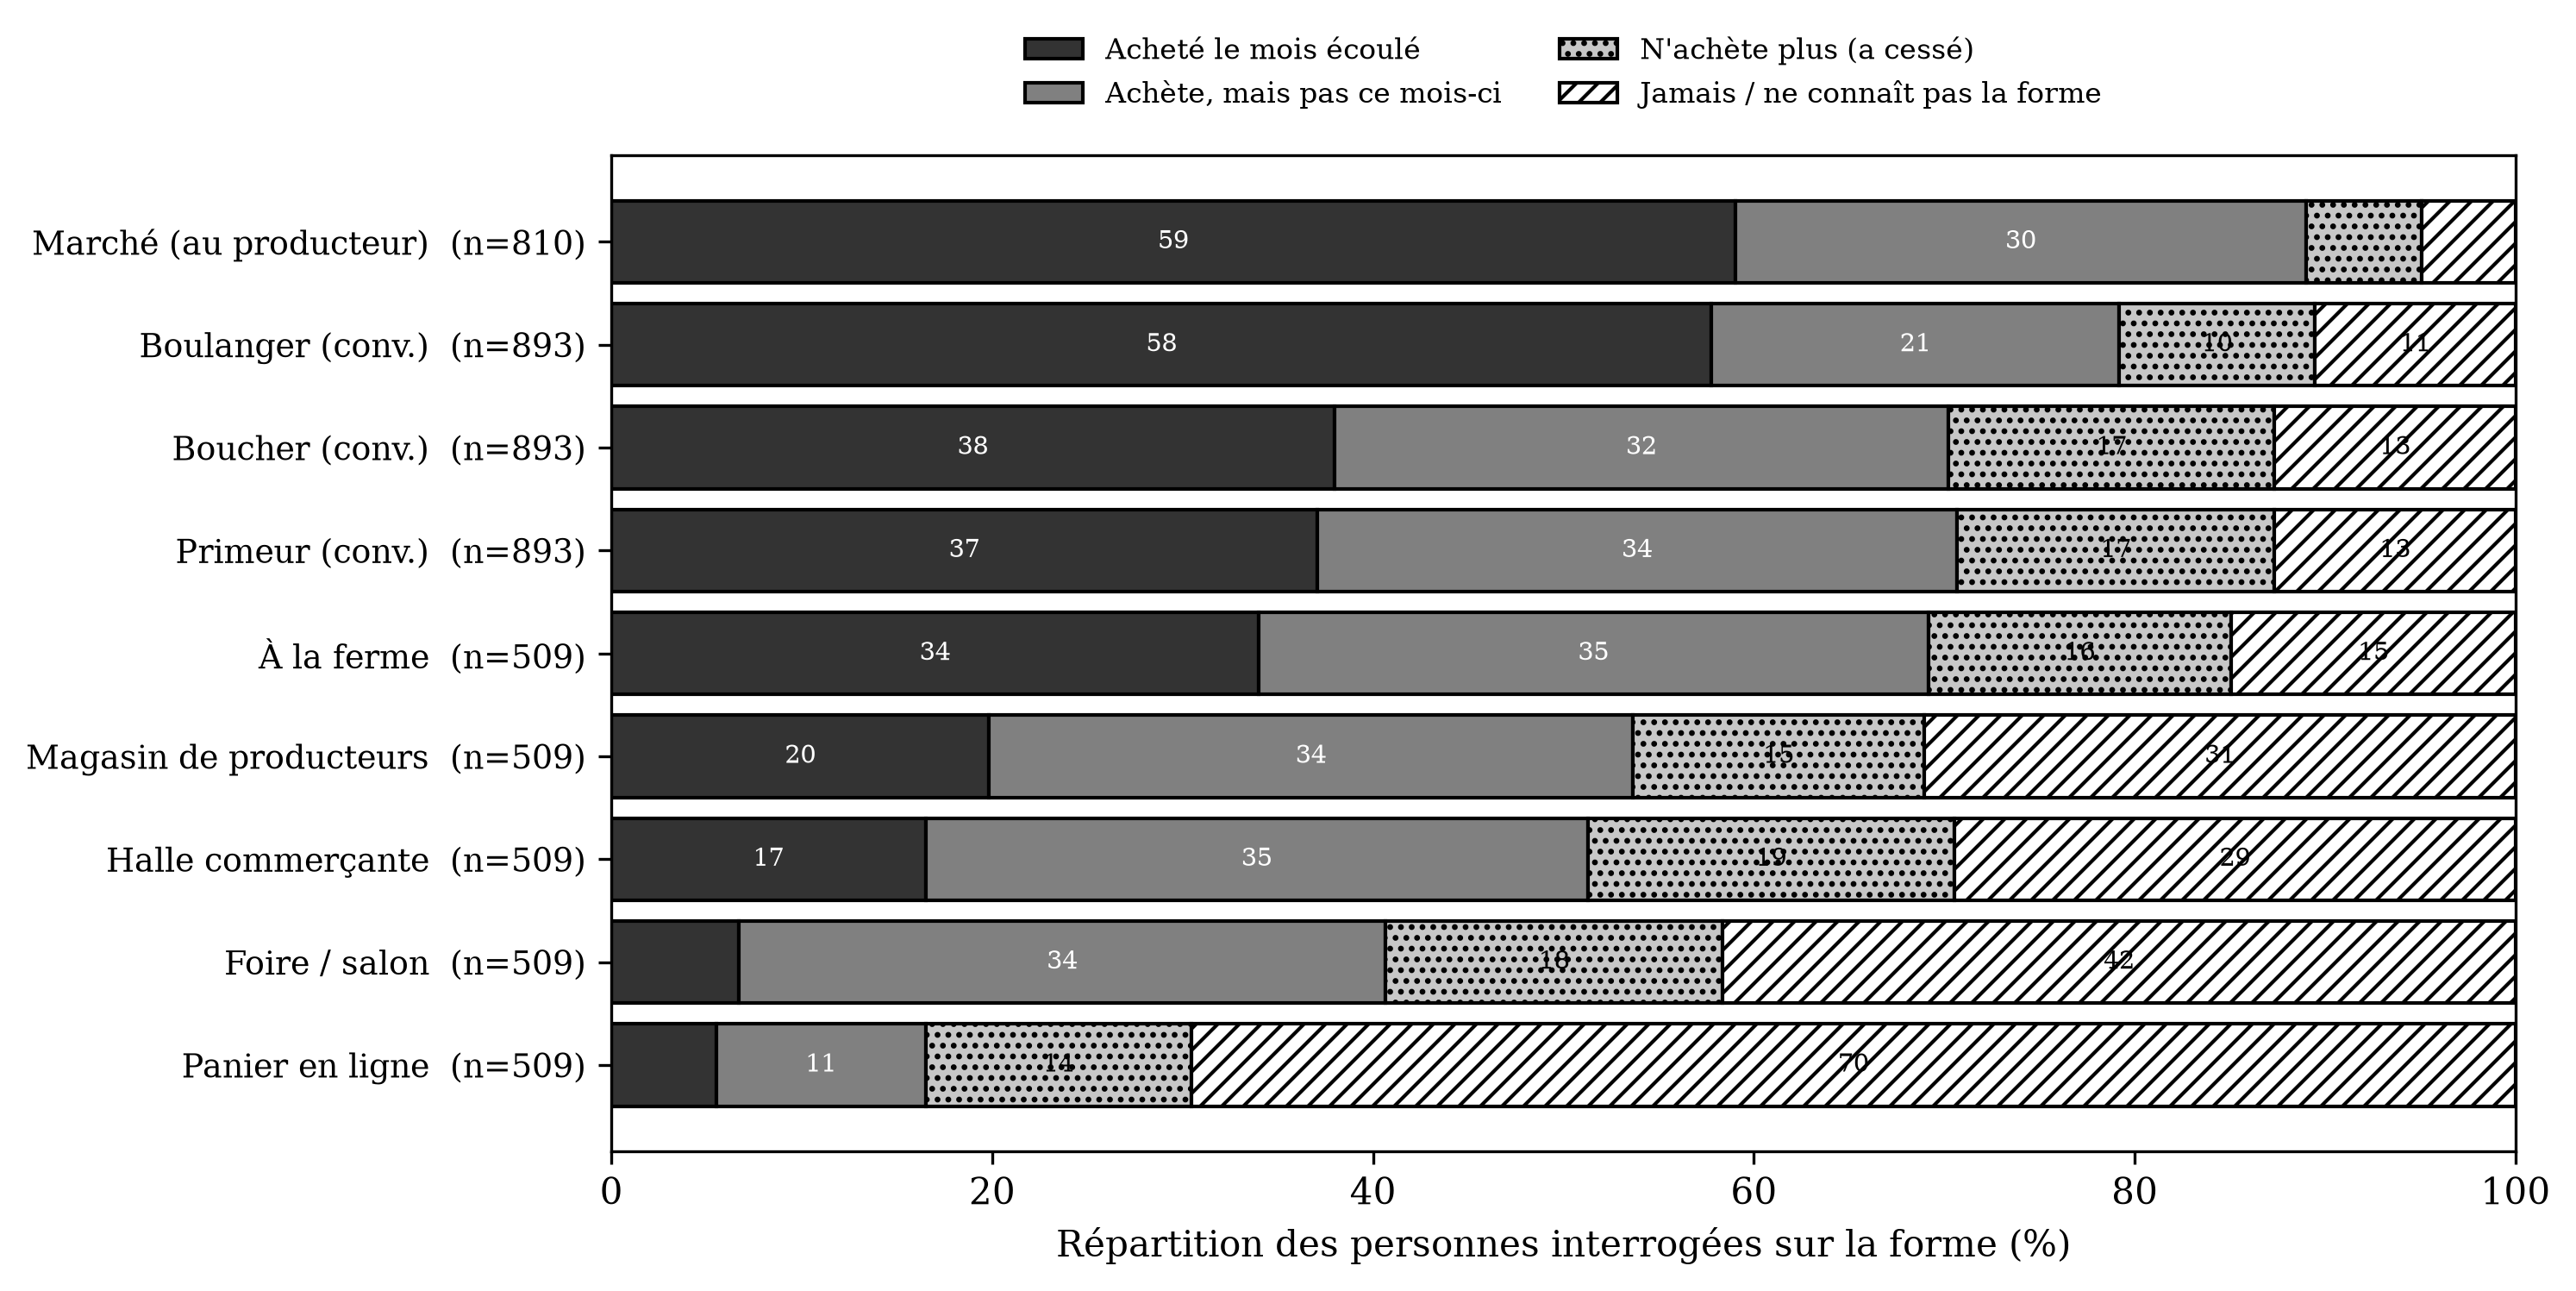 Acheté le mois écoulé
Achète, mais pas ce mois-ci
N'achète plus (a cessé)
Jamais / ne connaît pas la forme
Marché (au producteur) (n=810)
59 30
Boulanger (conv.) (n=893)
58 21 10 11
Boucher (conv.) (n=893)
38 32 17 13
Primeur (conv.) (n=893)
37 34 17 13
À la ferme (n=509)
34 35 16 15
Magasin de producteurs (n=509)
20 34 15 31
Halle commerçante (n=509)
17 35 19 29
Foire / salon (n=509)
34 18 42
Panier en ligne (n=509)
11 14 70
0 20 40 60 80 100
Répartition des personnes interrogées sur la forme (%)